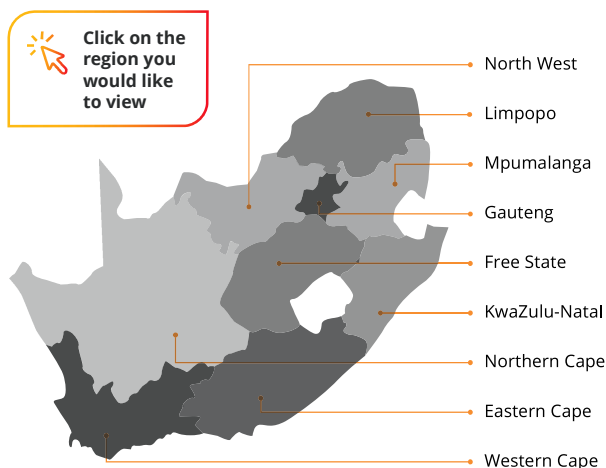 Click on the
region you
would like
to view
North West
Limpopo
Mpumalanga
Gauteng
Free State
KwaZulu-Natal
Northern Cape
Eastern Cape
Western Cape